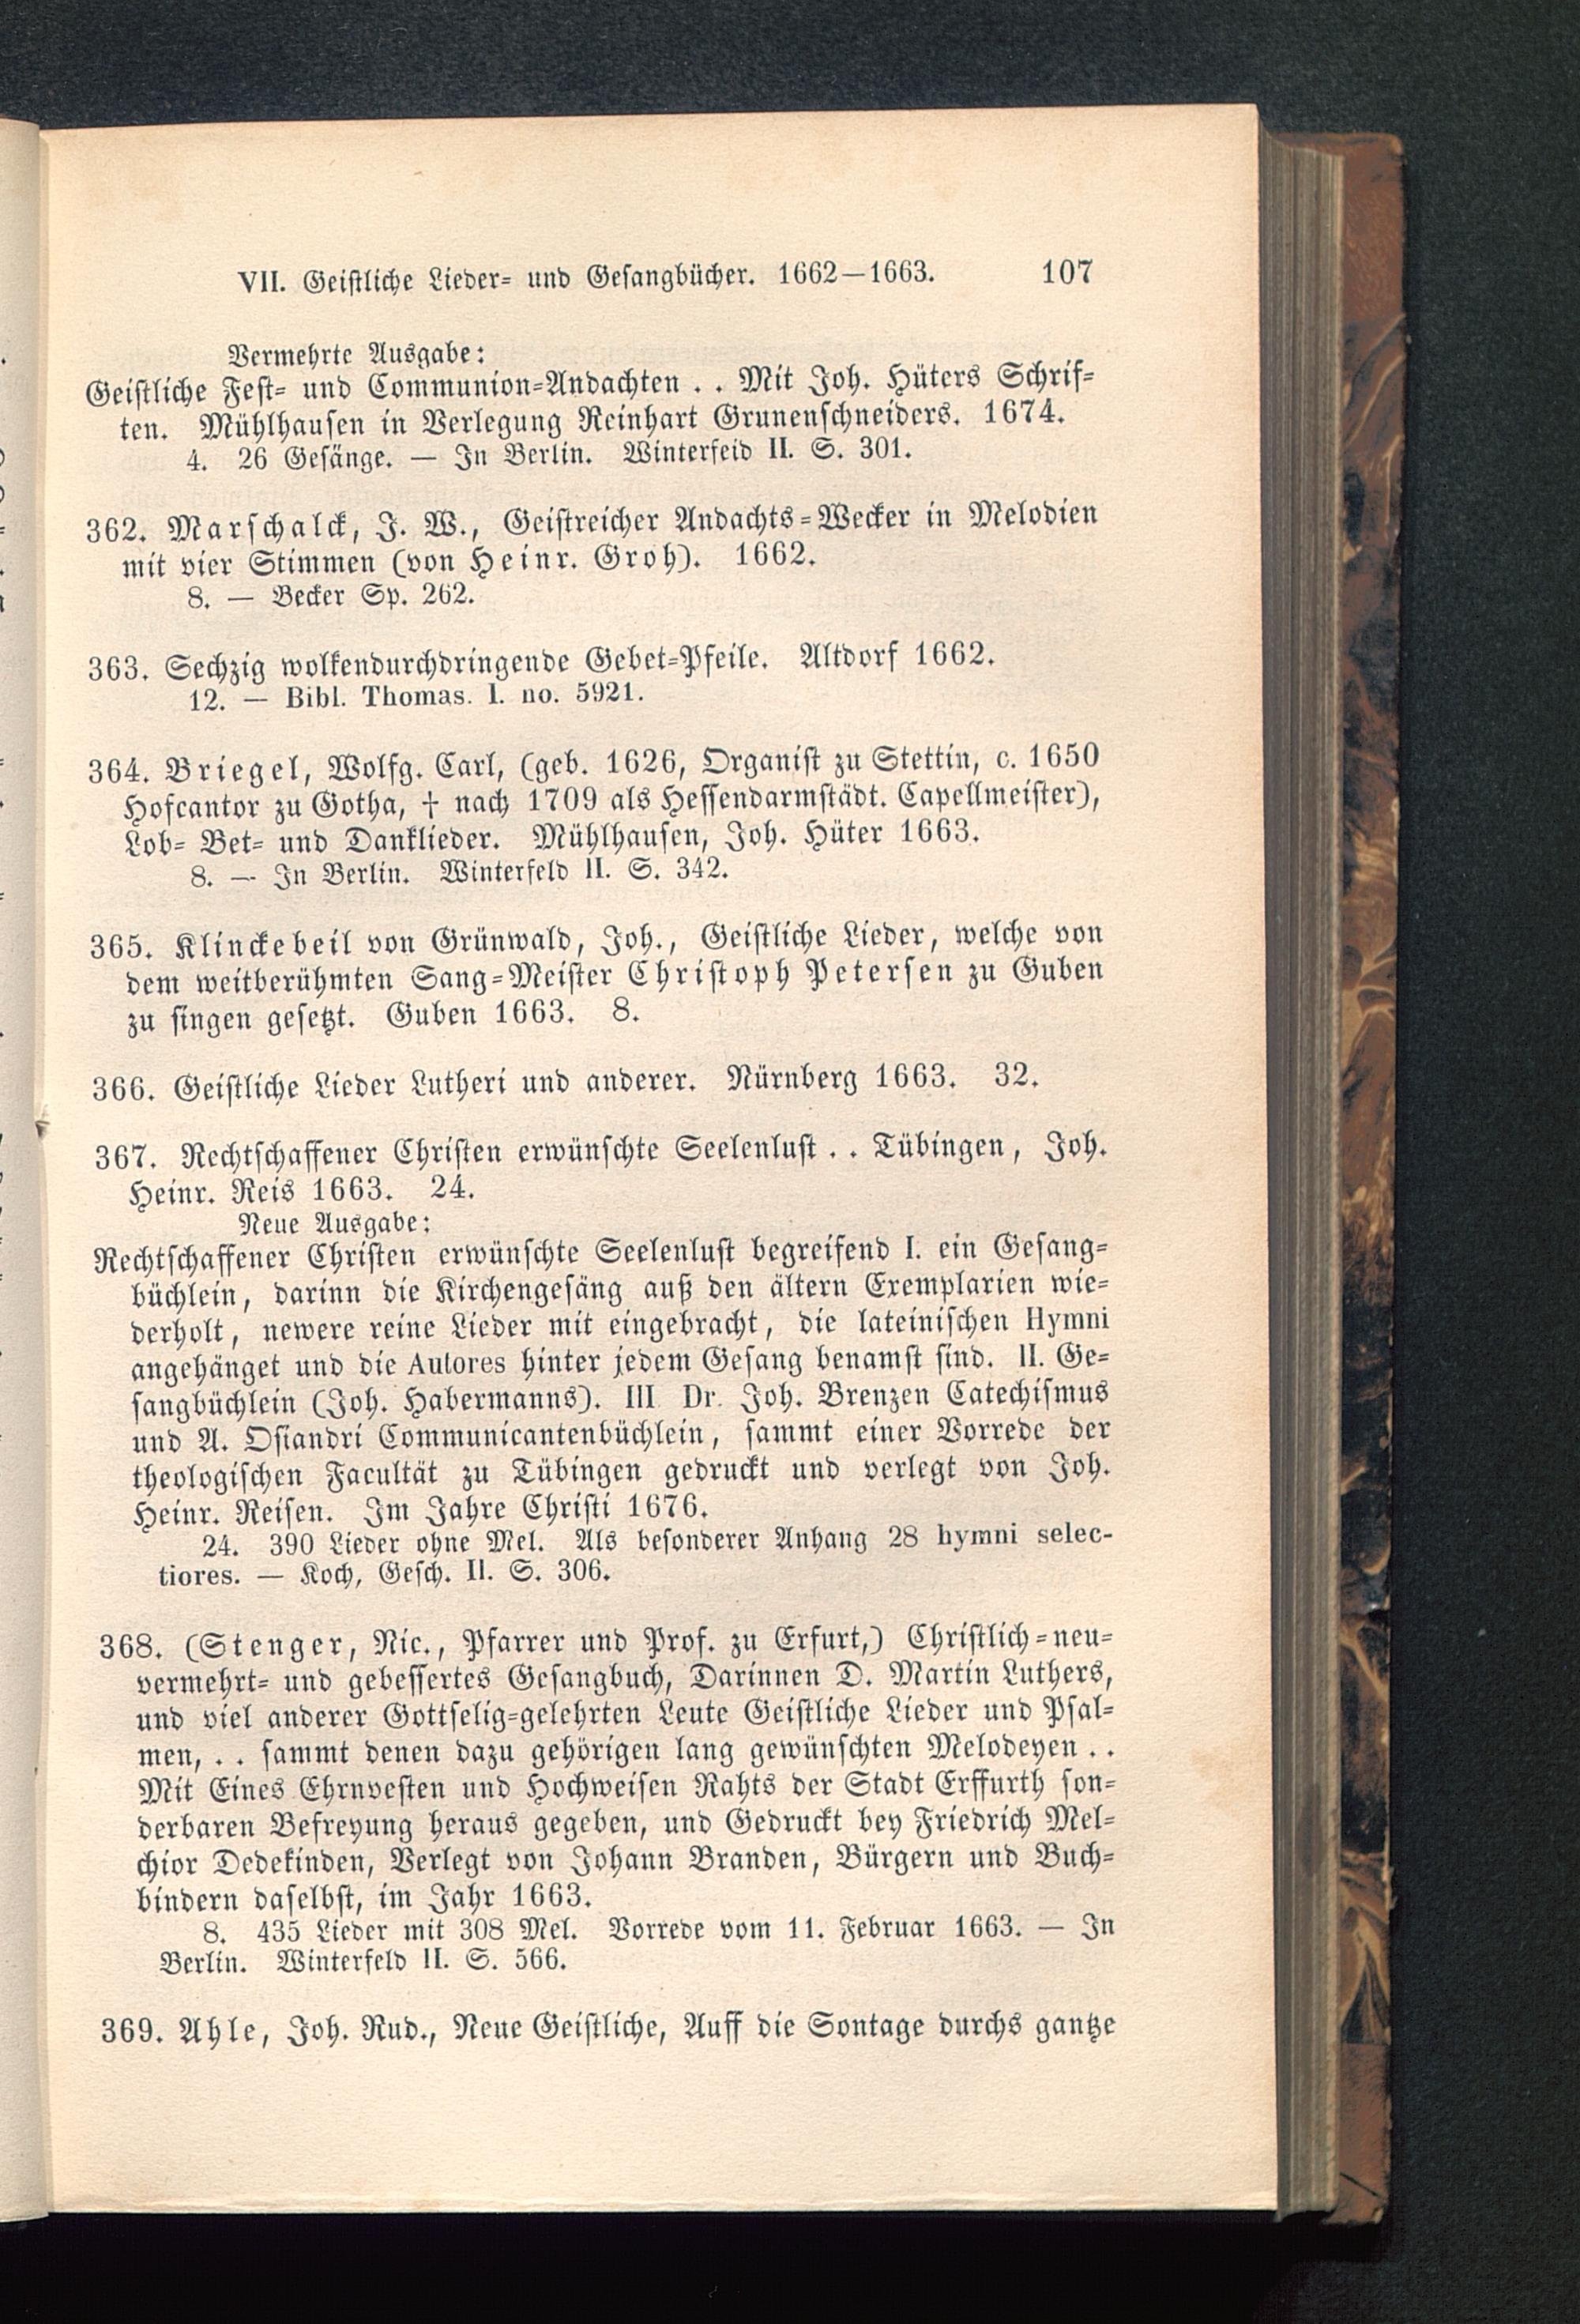 VII. Geistliche Lieder- und Gesangbücher. 1662—1663. 107
Vermehrte Ausgabe:
Geistliche Fest- und Communion-Andachten . . Mit Joh. Hüters Schrif-
ten. Mühlhausen in Verlegung Reinhart Grunenschneiders. 1674.
4. 26 Gesänge. — In Berlin. Winterfeld II. S. 301.
362. Marschalck, J. W., Geistreicher Andachts-Wecker in Melodien
mit vier Stimmen (von Heinr. Groh). 1662.
8. — Becker Sp. 262.
363. Sechzig wolkendurchdringende Gebet-Pfeile. Altdorf 1662.
12. — Bibl. Thomas. I. no. 5921.
364. Briegel, Wolfg. Carl, (geb. 1626, Organist zu Stettin, c. 1650
Hofcantor zu Gotha, † nach 1709 als Hessendarmstädt. Capellmeister),
Lob- Bet- und Danklieder. Mühlhausen, Joh. Hüter 1663.
8. — In Berlin. Winterfeld II. S. 342.
365. Klinckebeil von Grünwald, Joh., Geistliche Lieder, welche von
dem weitberühmten Sang-Meister Christoph Petersen zu Guben
zu singen gesetzt. Guben 1663. 8.
366. Geistliche Lieder Lutheri und anderer. Nürnberg 1663. 32.
367. Rechtschaffener Christen erwünschte Seelenlust . . Tübingen, Joh.
Heinr. Reis 1663. 24.
Neue Ausgabe:
Rechtschaffener Christen erwünschte Seelenlust begreifend I. ein Gesang-
büchlein, darinn die Kirchengesäng auß den ältern Exemplarien wie-
derholt, newere reine Lieder mit eingebracht, die lateinischen Hymni
angehänget und die Autores hinter jedem Gesang benamst sind. II. Ge-
sangbüchlein (Joh. Habermanns). III Dr. Joh. Brenzen Catechismus
und A. Osiandri Communicantenbüchlein, sammt einer Vorrede der
theologischen Facultät zu Tübingen gedruckt und verlegt von Joh.
Heinr. Reisen. Im Jahre Christi 1676.
24. 390 Lieder ohne Mel. Als besonderer Anhang 28 hymni selec-
tiores. — Koch, Gesch. II. S. 306.
368. (Stenger, Nic., Pfarrer und Prof. zu Erfurt,) Christlich-neu-
vermehrt- und gebessertes Gesangbuch, Darinnen D. Martin Luthers,
und viel anderer Gottselig-gelehrten Leute Geistliche Lieder und Psal-
men, . . sammt denen dazu gehörigen lang gewünschten Melodeyen . .
Mit Eines Ehrnvesten und Hochweisen Rahts der Stadt Erffurth son-
derbaren Befreyung heraus gegeben, und Gedruckt bey Friedrich Mel-
chior Dedekinden, Verlegt von Johann Branden, Bürgern und Buch-
bindern daselbst, im Jahr 1663.
8. 435 Lieder mit 308 Mel. Vorrede vom 11. Februar 1663. — In
Berlin. Winterfeld II. S. 566.
369. Ahle, Joh. Rud., Neue Geistliche, Auff die Sontage durchs gantze